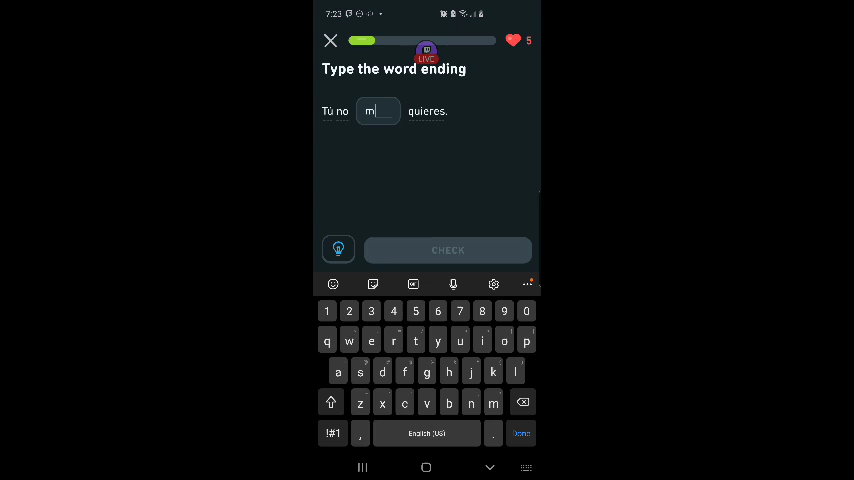 7:23
5
LIVE
Type the word ending
Tú no m quieres.
CHECK
GIF
1 2 3 4 5 6 7 8 9 0
q w e r t y u i o p
a s d f g h j k l
z x c v b n m
!#1 , English (US) . Done